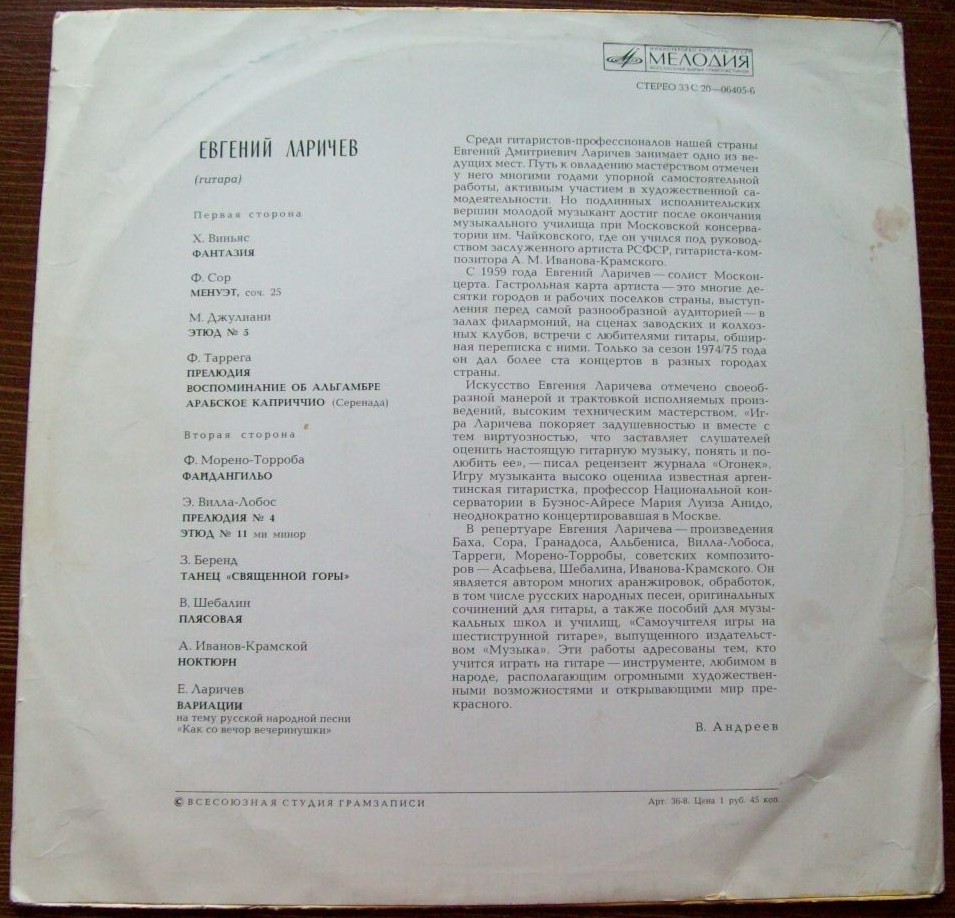 МЕЛОДИЯ
СТЕРЕО 33 С 20—06405-6
ЕВГЕНИЙ ЛАРИЧЕВ
(гитара)
Первая сторона
Х. Виньяс
ФАНТАЗИЯ
Ф. Сор
МЕНУЭТ, соч. 25
М. Джулиани
ЭТЮД № 5
Ф. Таррега
ПРЕЛЮДИЯ
ВОСПОМИНАНИЕ ОБ АЛЬГАМБРЕ
АРАБСКОЕ КАПРИЧЧИО (Серенада)
Вторая сторона
Ф. Морено-Торроба
ФАНДАНГИЛЬО
Э. Вилла-Лобос
ПРЕЛЮДИЯ № 4
ЭТЮД № 11 ми минор
З. Беренд
ТАНЕЦ «СВЯЩЕННОЙ ГОРЫ»
В. Шебалин
ПЛЯСОВАЯ
А. Иванов-Крамской
НОКТЮРН
Е. Ларичев
ВАРИАЦИИ
на тему русской народной песни
«Как со вечор вечеринушки»
Среди гитаристов-профессионалов нашей страны
Евгений Дмитриевич Ларичев занимает одно из ве-
дущих мест. Путь к овладению мастерством отмечен
у него многими годами упорной самостоятельной
работы, активным участием в художественной са-
модеятельности. Но подлинных исполнительских
вершин молодой музыкант достиг после окончания
музыкального училища при Московской консерва-
тории им. Чайковского, где он учился под руковод-
ством заслуженного артиста РСФСР, гитариста-ком-
позитора А. М. Иванова-Крамского.
С 1959 года Евгений Ларичев — солист Москон-
церта. Гастрольная карта артиста — это многие де-
сятки городов и рабочих поселков страны, выступ-
ления перед самой разнообразной аудиторией — в
залах филармоний, на сценах заводских и колхоз-
ных клубов, встречи с любителями гитары, обшир-
ная переписка с ними. Только за сезон 1974/75 года
он дал более ста концертов в разных городах
страны.
Искусство Евгения Ларичева отмечено своеоб-
разной манерой и трактовкой исполняемых произ-
ведений, высоким техническим мастерством. «Иг-
ра Ларичева покоряет задушевностью и вместе с
тем виртуозностью, что заставляет слушателей
оценить настоящую гитарную музыку, понять и по-
любить ее», — писал рецензент журнала «Огонек».
Игру музыканта высоко оценила известная арген-
тинская гитаристка, профессор Национальной кон-
серватории в Буэнос-Айресе Мария Луиза Анидо,
неоднократно концертировавшая в Москве.
В репертуаре Евгения Ларичева — произведения
Баха, Сора, Гранадоса, Альбениса, Вилла-Лобоса,
Тарреги, Морено-Торробы, советских композито-
ров — Асафьева, Шебалина, Иванова-Крамского. Он
является автором многих аранжировок, обработок,
в том числе русских народных песен, оригинальных
сочинений для гитары, а также пособий для музы-
кальных школ и училищ, «Самоучителя игры на
шестиструнной гитаре», выпущенного издательст-
вом «Музыка». Эти работы адресованы тем, кто
учится играть на гитаре — инструменте, любимом в
народе, располагающим огромными художествен-
ными возможностями и открывающими мир пре-
красного.
В. Андреев
© ВСЕСОЮЗНАЯ СТУДИЯ ГРАМЗАПИСИ
Арт. 36-8. Цена 1 руб. 45 коп